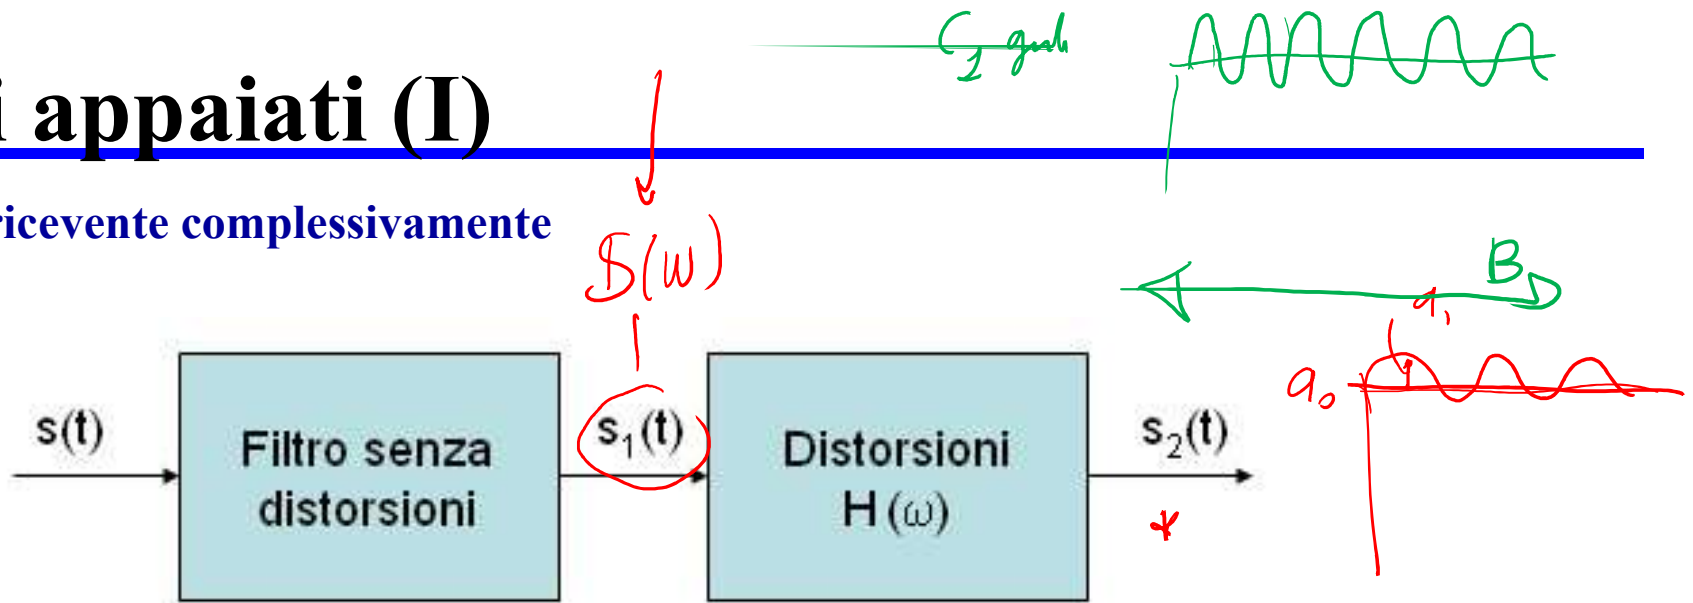 i appaiati (I)
ricevente complessivamente
S(W)
B
a₁
a₀
s(t)
Filtro senza
distorsioni
s₁(t)
Distorsioni
H(ω)
s₂(t)
*